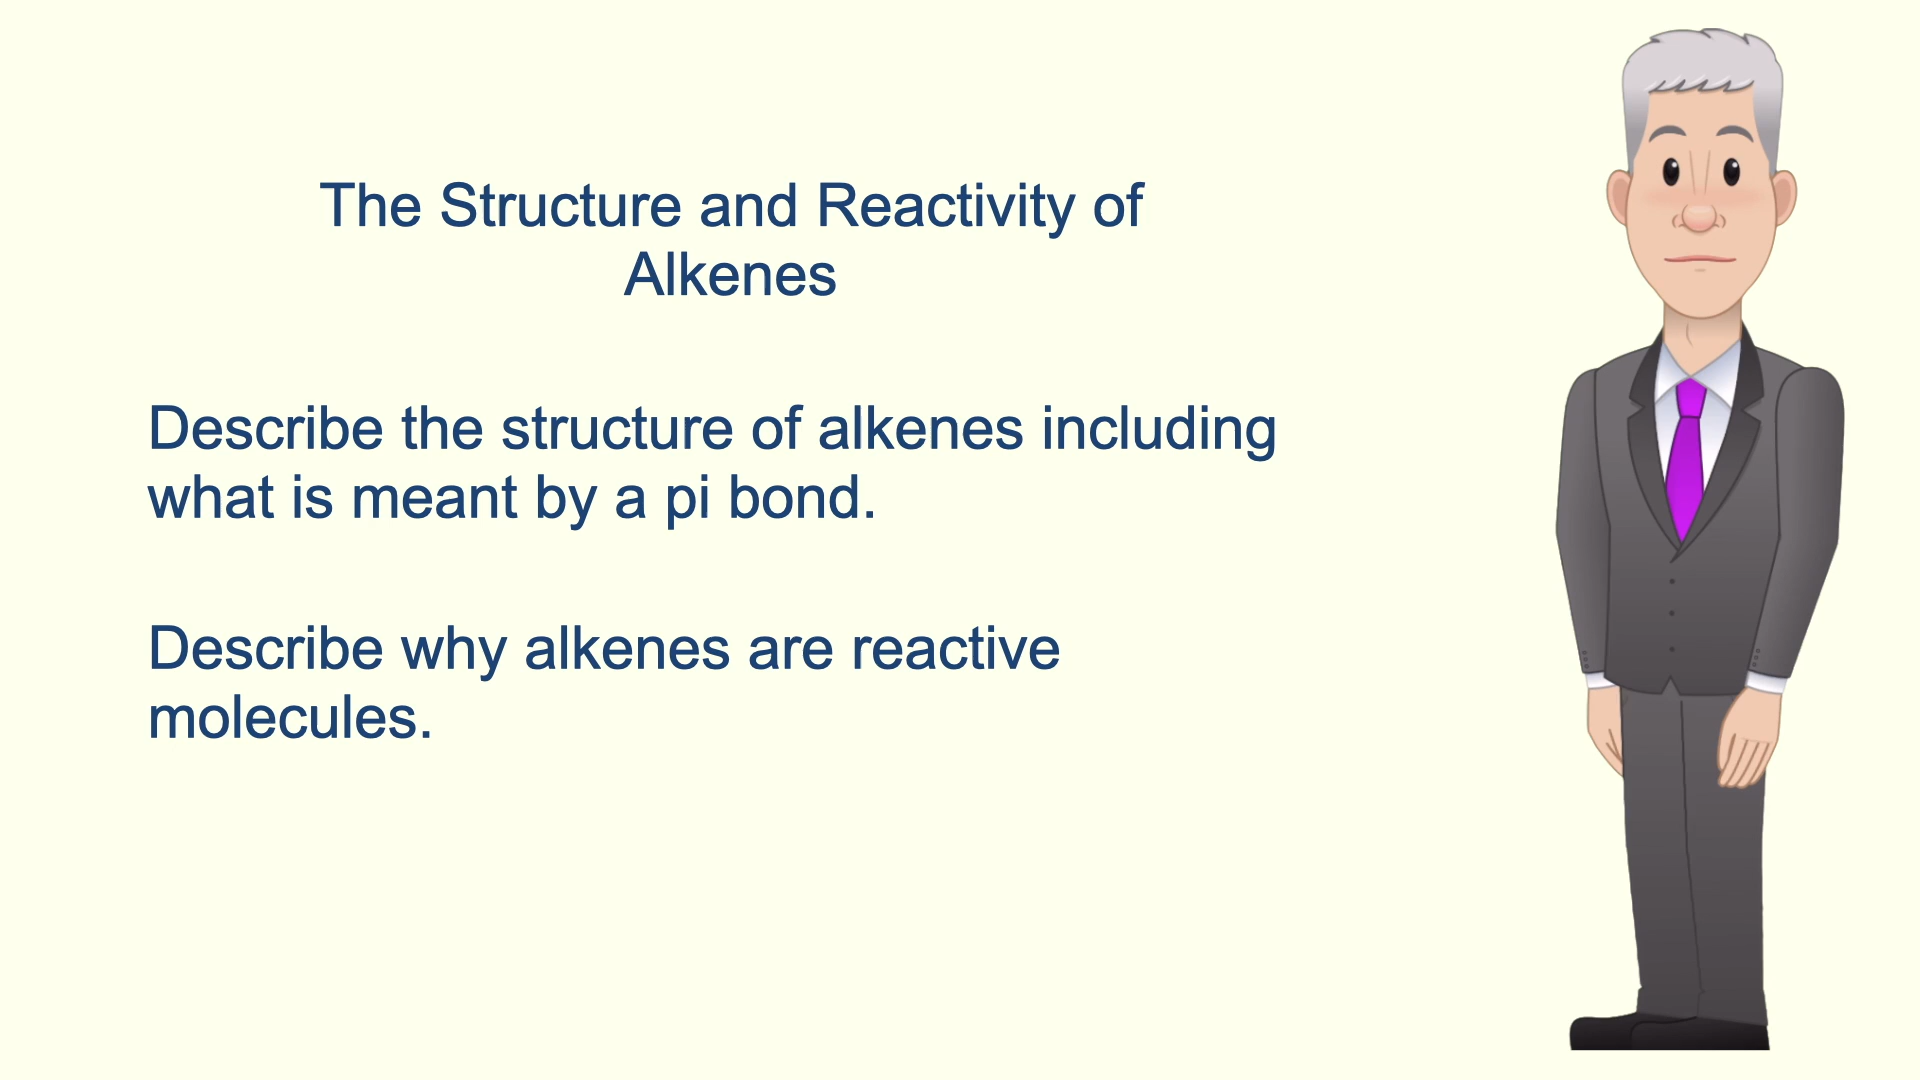 The Structure and Reactivity of
Alkenes
Describe the structure of alkenes including
what is meant by a pi bond.
Describe why alkenes are reactive
molecules.